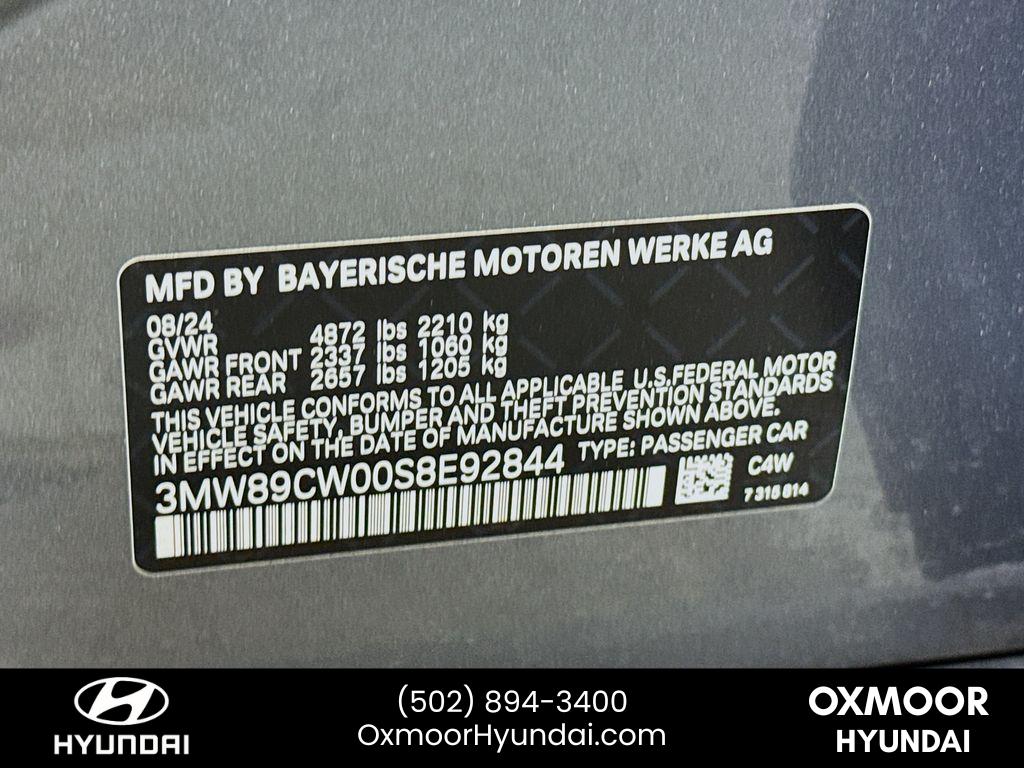 MFD BY BAYERISCHE MOTOREN WERKE AG
08/24
GVWR 4872 lbs 2210 kg
GAWR FRONT 2337 lbs 1060 kg
GAWR REAR 2657 lbs 1205 kg
THIS VEHICLE CONFORMS TO ALL APPLICABLE U.S.FEDERAL MOTOR
VEHICLE SAFETY, BUMPER AND THEFT PREVENTION STANDARDS
IN EFFECT ON THE DATE OF MANUFACTURE SHOWN ABOVE.
3MW89CW00S8E92844 TYPE: PASSENGER CAR
C4W
7 315 814
HYUNDAI
(502) 894-3400
OxmoorHyundai.com
OXMOOR
HYUNDAI